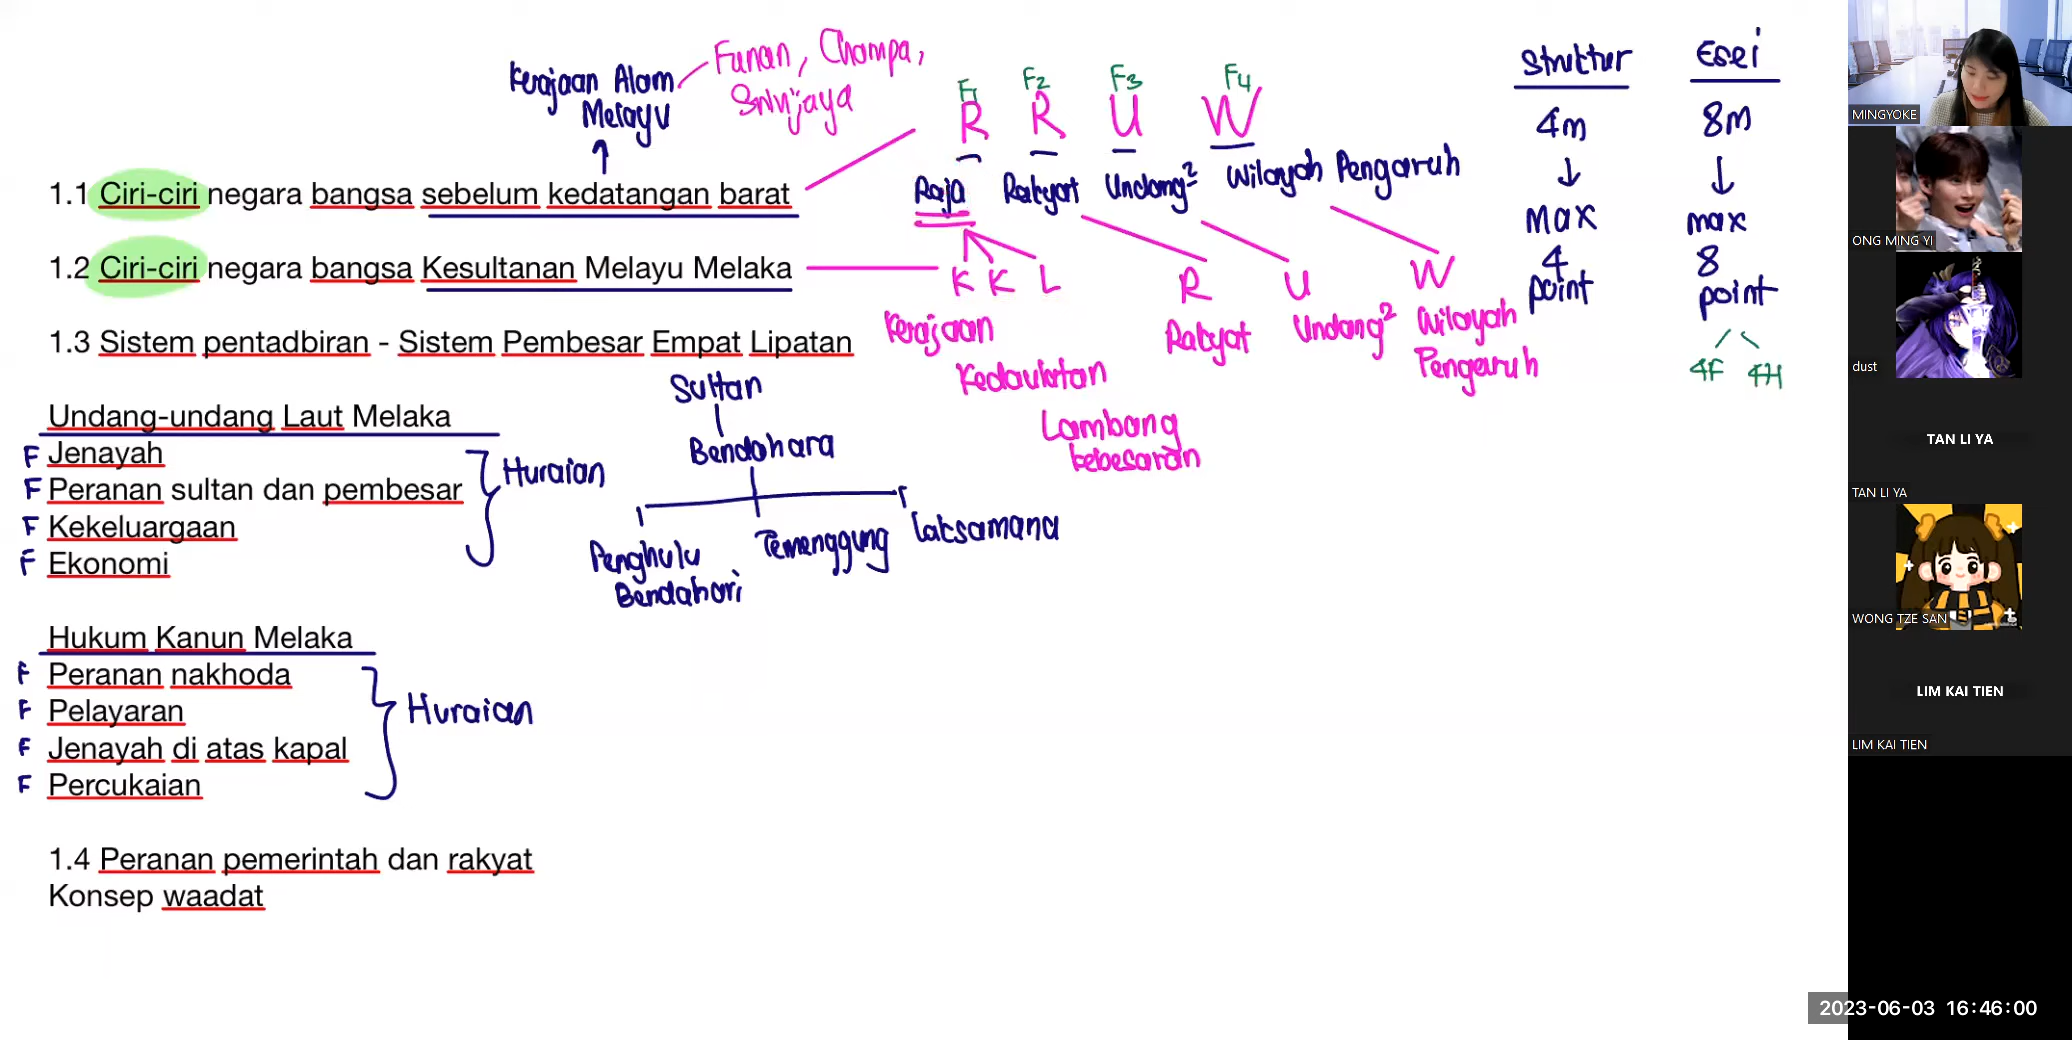 Kerajaan Alam
Melayu
Funan, Champa,
Srivijaya
F1 F2 F3 F4
R R U W
Raja Rakyat Undang² Wilayah Pengaruh
1.1 Ciri-ciri negara bangsa sebelum kedatangan barat
1.2 Ciri-ciri negara bangsa Kesultanan Melayu Melaka
K K L R U W
Kerajaan
Kedaulatan
Lambang
kebesaran
Rakyat
Undang²
Wilayah
Pengaruh
Struktur
4m
max
4
point
Esei
8m
max
8
point
4F 4H
1.3 Sistem pentadbiran - Sistem Pembesar Empat Lipatan
Sultan
Bendahara
Penghulu
Bendahari
Temenggung
Laksamana
Undang-undang Laut Melaka
F Jenayah
F Peranan sultan dan pembesar
F Kekeluargaan
F Ekonomi
Huraian
Hukum Kanun Melaka
F Peranan nakhoda
F Pelayaran
F Jenayah di atas kapal
F Percukaian
Huraian
1.4 Peranan pemerintah dan rakyat
Konsep waadat
MINGYOKE
ONG MING YI
dust
TAN LI YA
TAN LI YA
WONG TZE SAN
LIM KAI TIEN
LIM KAI TIEN
2023-06-03 16:46:00